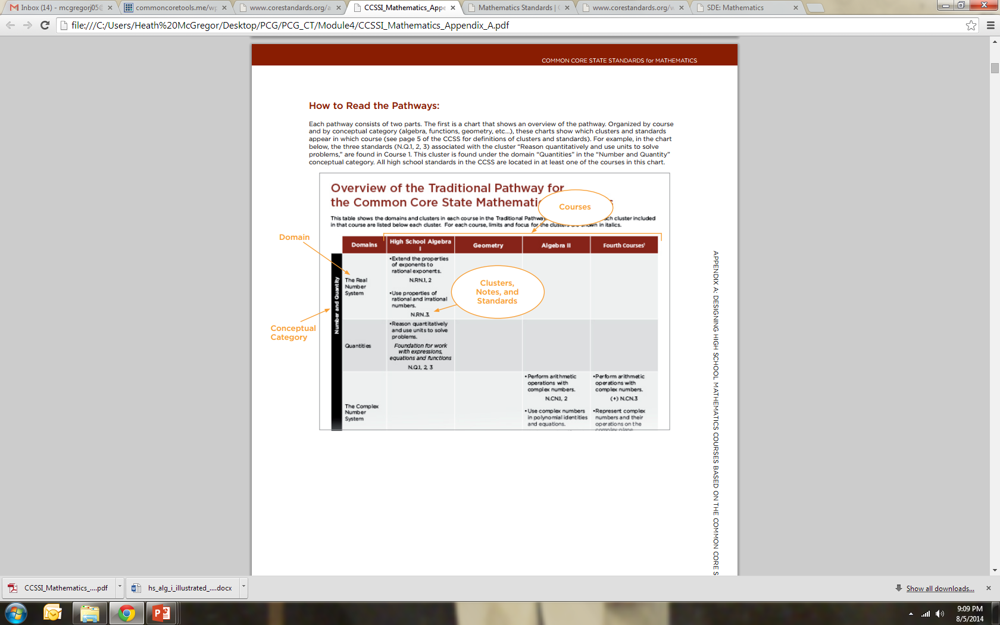 Inbox (14) - mcgregorj05@
commoncoretools.me/wp
www.corestandards.org/a
CCSSI_Mathematics_Appe
Mathematics Standards |
www.corestandards.org/w
SDE: Mathematics
file:///C:/Users/Heath%20McGregor/Desktop/PCG/PCG_CT/Module4/CCSSI_Mathematics_Appendix_A.pdf
COMMON CORE STATE STANDARDS for MATHEMATICS
How to Read the Pathways:
Each pathway consists of two parts. The first is a chart that shows an overview of the pathway. Organized by course
and by conceptual category (algebra, functions, geometry, etc...), these charts show which clusters and standards
appear in which course (see page 5 of the CCSS for definitions of clusters and standards). For example, in the chart
below, the three standards (N.Q.1, 2, 3) associated with the cluster “Reason quantitatively and use units to solve
problems,” are found in Course 1. This cluster is found under the domain “Quantities” in the “Number and Quantity”
conceptual category. All high school standards in the CCSS are located in at least one of the courses in this chart.
Overview of the Traditional Pathway for
the Common Core State Mathematic
Courses
This table shows the domains and clusters in each course in the Traditional Pathway
ch cluster included
in that course are listed below each cluster. For each course, limits and focus for the clusters are shown in italics.
Domain
Domains
High School Algebra
I
Geometry
Algebra II
Fourth Courses¹
Number and Quantity
Conceptual
Category
The Real
Number
System
•Extend the properties
of exponents to
rational exponents.
N.RN.1, 2
•Use properties of
rational and irrational
numbers.
N.RN.3.
Clusters,
Notes, and
Standards
Quantities
•Reason quantitatively
and use units to solve
problems.
Foundation for work
with expressions,
equations and functions
N.Q.1, 2, 3
The Complex
Number
System
•Perform arithmetic
operations with
complex numbers.
N.CN.1, 2
•Use complex numbers
in polynomial identities
and equations.
•Perform arithmetic
operations with
complex numbers.
(+) N.CN.3
•Represent complex
numbers and their
operations on the
complex plane
APPENDIX A: DESIGNING HIGH SCHOOL MATHEMATICS COURSES BASED ON THE COMMON CORE S
CCSSI_Mathematics_....pdf
hs_alg_i_illustrated_....docx
Show all downloads...
9:09 PM
8/5/2014